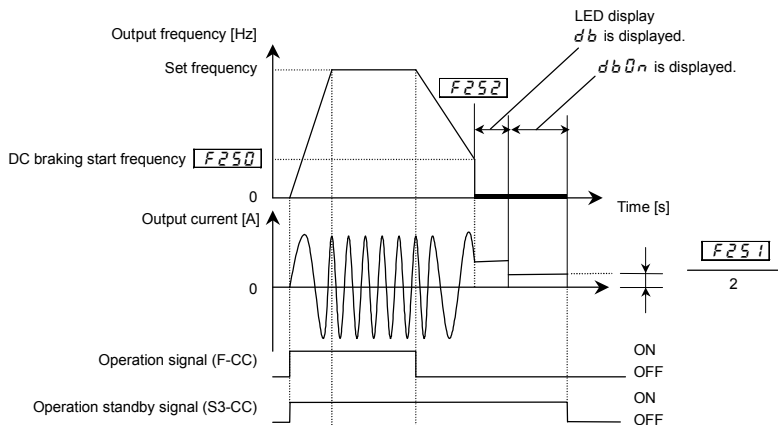 LED display
db is displayed.
dbOn is displayed.
Output frequency [Hz]
Set frequency
F252
DC braking start frequency F250
0
Time [s]
Output current [A]
F251
2
0
Operation signal (F-CC)
ON
OFF
Operation standby signal (S3-CC)
ON
OFF